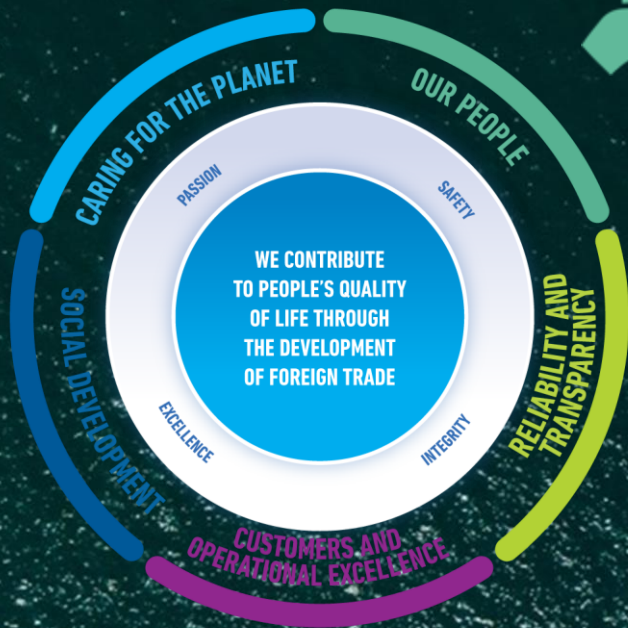 CARING FOR THE PLANET
OUR PEOPLE
RELIABILITY AND
TRANSPARENCY
CUSTOMERS AND
OPERATIONAL EXCELLENCE
SOCIAL DEVELOPMENT
PASSION
SAFETY
INTEGRITY
EXCELLENCE
WE CONTRIBUTE
TO PEOPLE'S QUALITY
OF LIFE THROUGH
THE DEVELOPMENT
OF FOREIGN TRADE